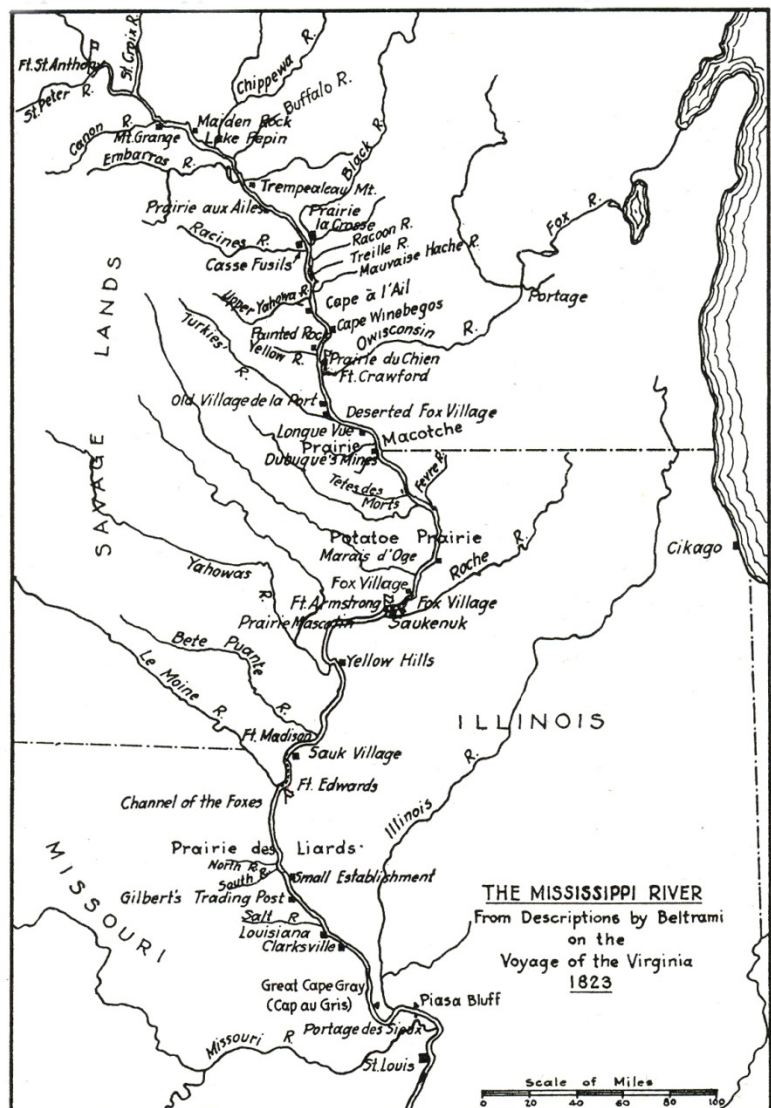 Ft. St. Anthony
St. Croix R.
St. Peter R.
Chippewa R.
Buffalo R.
Canon R.
Mt. Grange
Maiden Rock
Lake Pepin
Black R.
Embarras R.
Trempealeau Mt.
Prairie aux Ailes
Prairie
la Crosse
Racines R.
Casse Fusils
Racoon R.
Treille R.
Mauvaise Hache R.
Fox R.
Portage
Upper Yahowa R.
Cape à l'Ail
Cape Winebegos
Owisconsin R.
Painted Rock
Yellow R.
Prairie du Chien
Ft. Crawford
Turkies' R.
Old Village de la Port
Deserted Fox Village
Longue Vue
Prairie Macotche
Dubuque's Mines
Tetes des
Morts
Fevre R.
SAVAGE LANDS
Potatoe Prairie
Marais d'Oge
Roche R.
Cikago
Yahowas R.
Fox Village
Ft. Armstrong
Fox Village
Prairie Mascotin
Saukenuk
Bete Puante R.
Yellow Hills
Le Moine R.
ILLINOIS
Ft. Madison
Sauk Village
Ft. Edwards
Channel of the Foxes
Illinois R.
Prairie des Liards
North R.
South R.
Small Establishment
Gilbert's Trading Post
Salt R
Louisiana
Clarksville
MISSOURI
THE MISSISSIPPI RIVER
From Descriptions by Beltrami
on the
Voyage of the Virginia
1823
Great Cape Gray
(Cap au Gris)
Piasa Bluff
Portage des Sioux
Missouri R
St. Louis
Scale of Miles
0 20 40 60 80 100